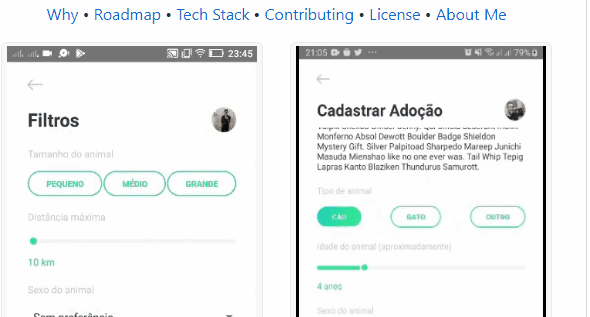 Why • Roadmap • Tech Stack • Contributing • License • About Me
23:45
Filtros
Tamanho do animal
PEQUENO MÉDIO GRANDE
Distância máxima
10 km
Sexo do animal
Sem preferência
21:05 79%
Cadastrar Adoção
Mornferno Absol Dewott Boulder Badge Shieldon
Mystery Gift. Silver Palpitoad Sharpedo Mareep Junichi
Masuda Mienshao like no one ever was. Tail Whip Tepig
Lapras Kanto Blaziken Thundurus Samurott.
Tipo de animal
CÃO GATO OUTRO
Idade do animal (aproximadamente)
4 anos
Sexo do animal